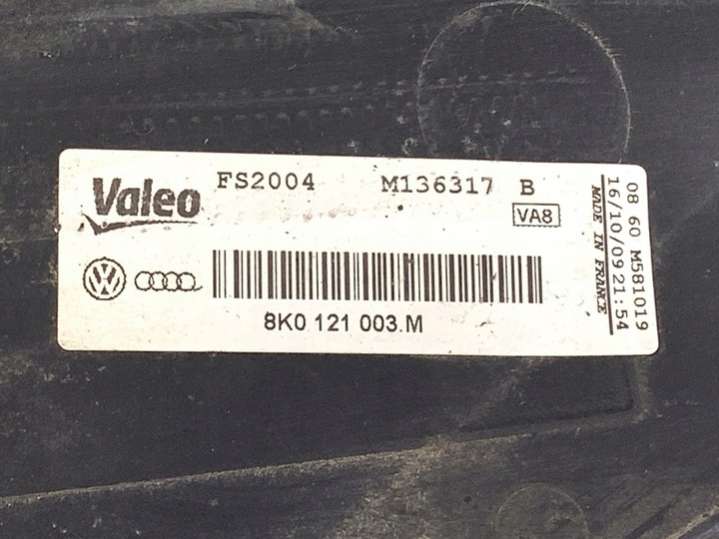 Valeo
FS2004 M136317 B
VA8
8K0 121 003.M
08 60 M581019
16/10/09 21:54
MADE IN FRANCE